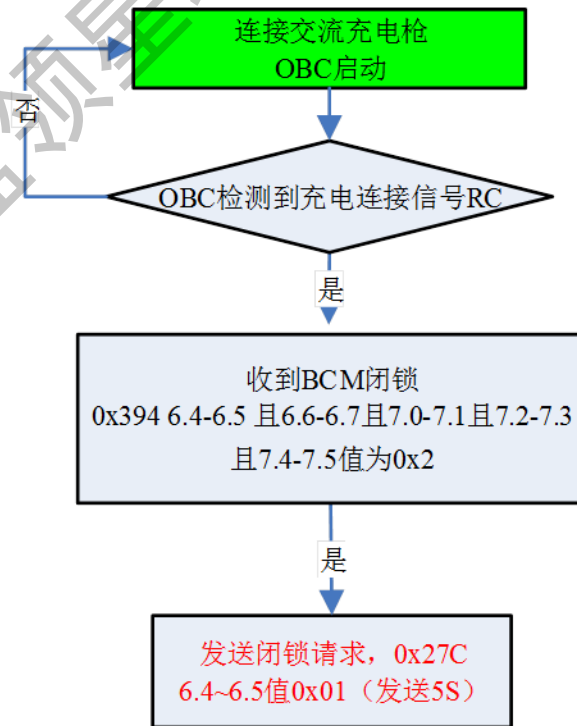 连接交流充电枪
OBC启动
否
OBC检测到充电连接信号RC
是
收到BCM闭锁
0x394 6.4-6.5 且6.6-6.7且7.0-7.1且7.2-7.3
且7.4-7.5值为0x2
是
发送闭锁请求，0x27C
6.4~6.5值0x01（发送5S）
领星